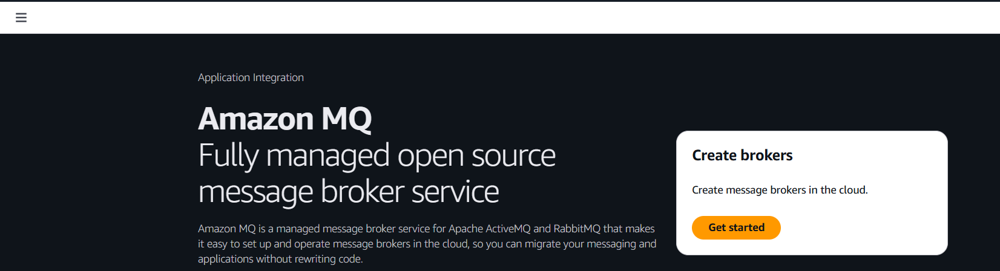 Application Integration
Amazon MQ
Fully managed open source
message broker service
Amazon MQ is a managed message broker service for Apache ActiveMQ and RabbitMQ that makes
it easy to set up and operate message brokers in the cloud, so you can migrate your messaging and
applications without rewriting code.
Create brokers
Create message brokers in the cloud.
Get started